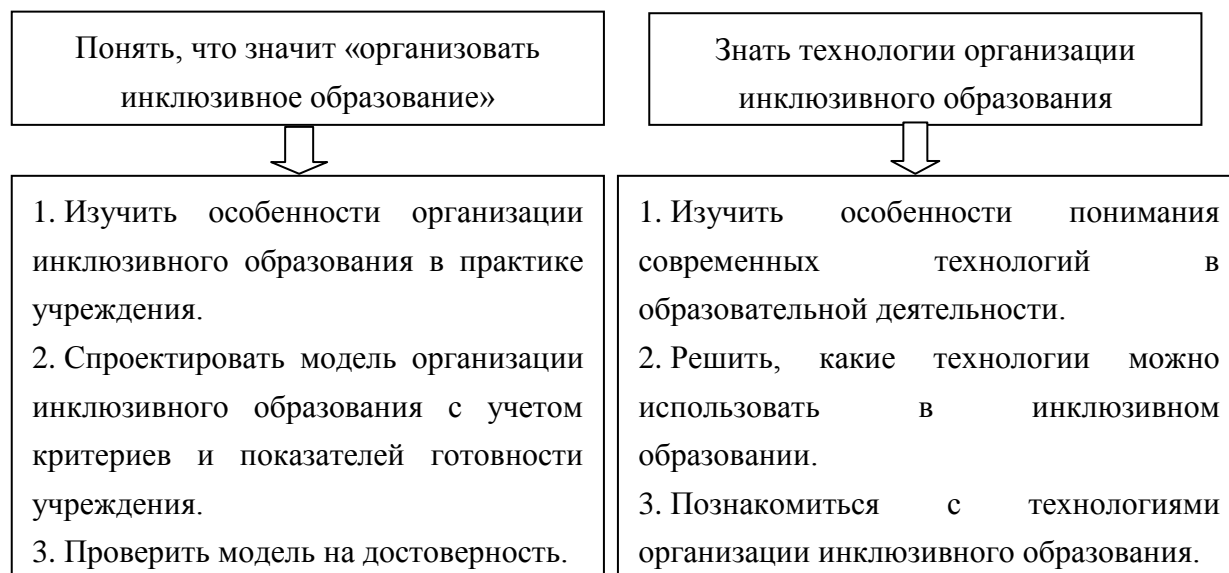 Понять, что значит «организовать
инклюзивное образование»
Знать технологии организации
инклюзивного образования
1. Изучить особенности организации
инклюзивного образования в практике
учреждения.
2. Спроектировать модель организации
инклюзивного образования с учетом
критериев и показателей готовности
учреждения.
3. Проверить модель на достоверность.
1. Изучить особенности понимания
современных технологий в
образовательной деятельности.
2. Решить, какие технологии можно
использовать в инклюзивном
образовании.
3. Познакомиться с технологиями
организации инклюзивного образования.